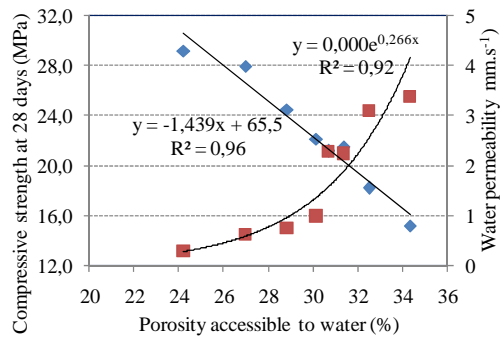 Compressive strength at 28 days (MPa)
32,0
28,0
24,0
20,0
16,0
12,0
y = 0,000e^0,266x
R² = 0,92
y = -1,439x + 65,5
R² = 0,96
5
4
3
2
1
0
Water permeability mm.s⁻¹
20 22 24 26 28 30 32 34 36
Porosity accessible to water (%)